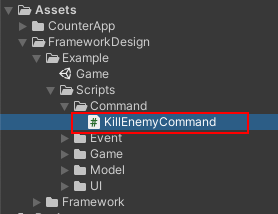 Assets
CounterApp
FrameworkDesign
Example
Game
Scripts
Command
KillEnemyCommand
Event
Game
Model
UI
Framework